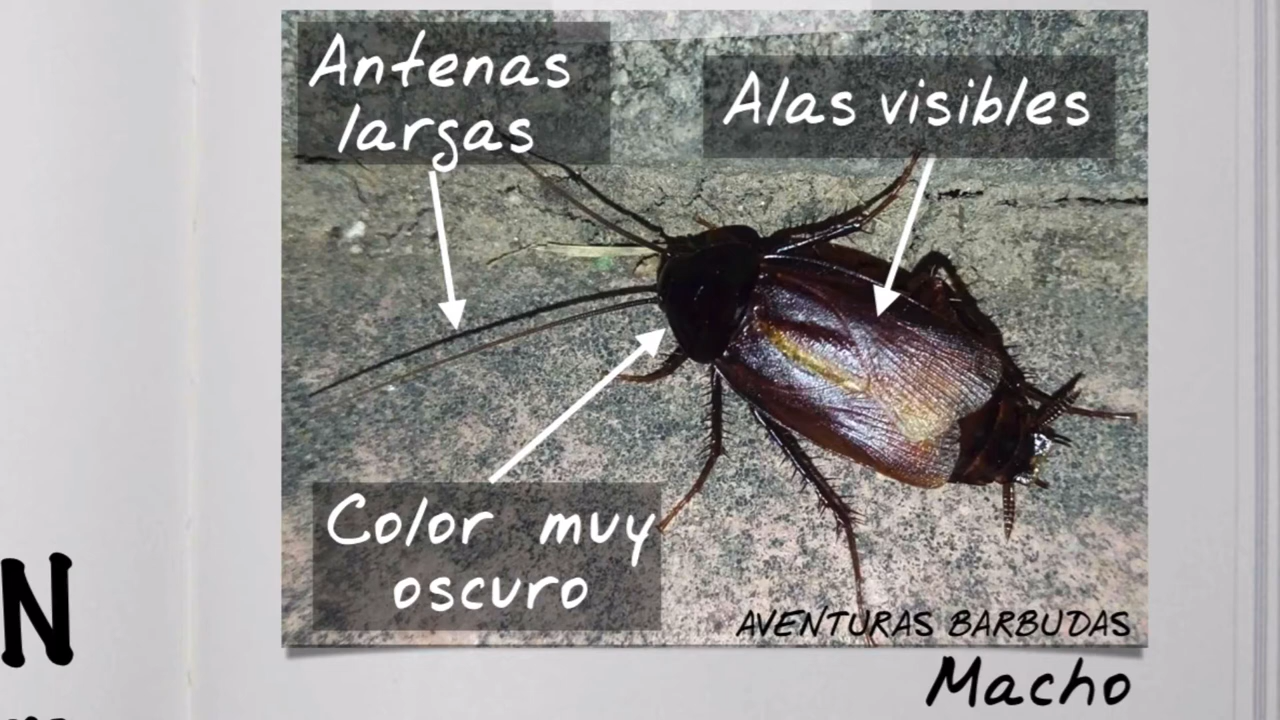 Antenas
largas
Alas visibles
Color muy
oscuro
AVENTURAS BARBUDAS
Macho
N